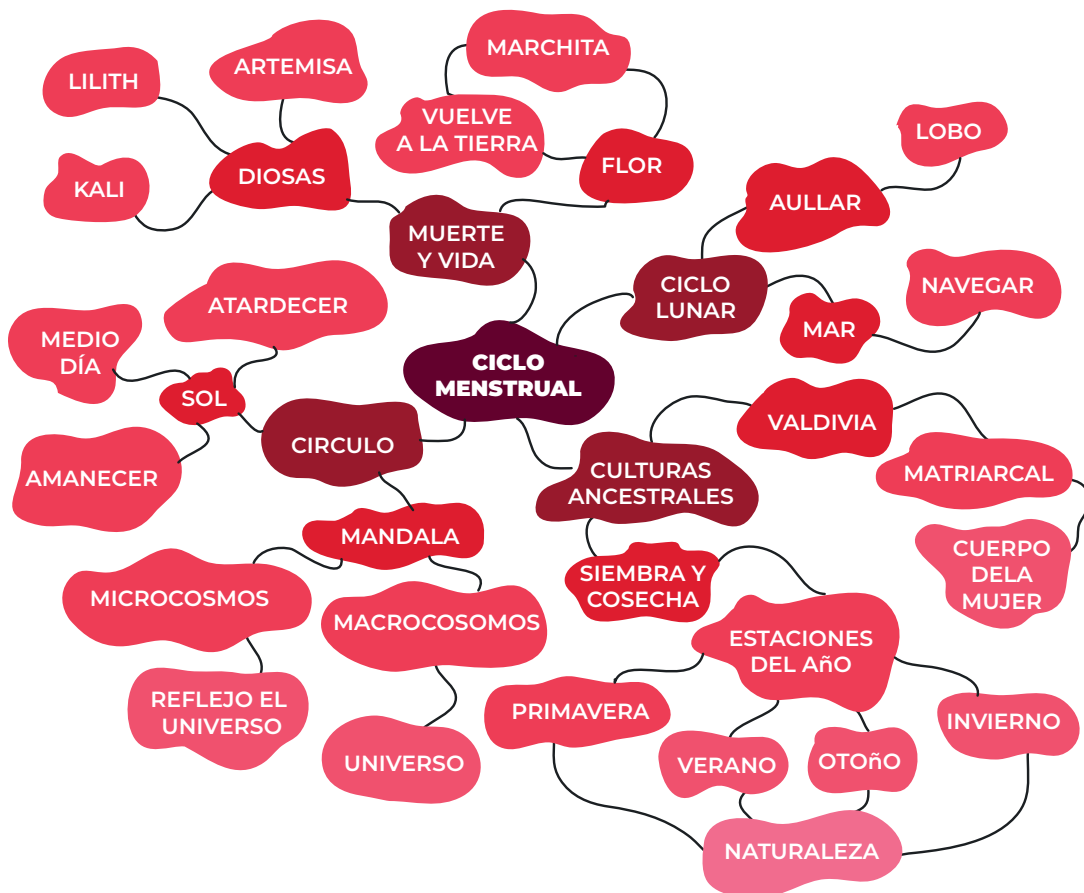 MARCHITA
LILITH
ARTEMISA
VUELVE
A LA TIERRA
LOBO
KALI
DIOSAS
FLOR
AULLAR
MUERTE
Y VIDA
CICLO
LUNAR
NAVEGAR
ATARDECER
MEDIO
DÍA
MAR
CICLO
MENSTRUAL
SOL
CIRCULO
VALDIVIA
AMANECER
CULTURAS
ANCESTRALES
MATRIARCAL
MANDALA
CUERPO
DELA
MUJER
SIEMBRA Y
COSECHA
MICROCOSMOS
MACROCOSOMOS
ESTACIONES
DEL AñO
REFLEJO EL
UNIVERSO
PRIMAVERA
INVIERNO
UNIVERSO
VERANO
OTOñO
NATURALEZA